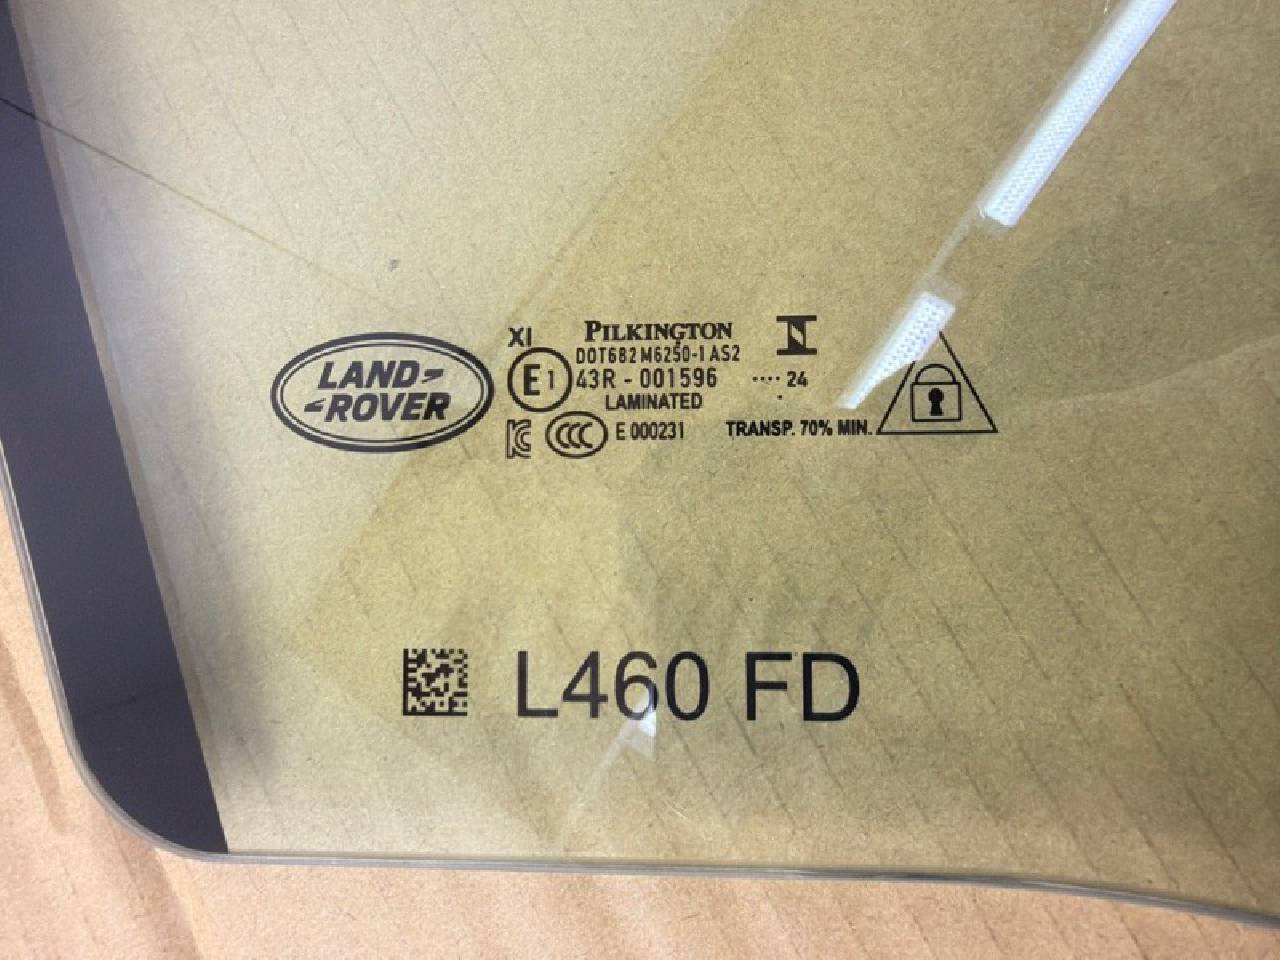 LAND
ROVER
XI
PILKINGTON
DOT682 M6250-1 AS2
E1
43R - 001596
···· 24
·
LAMINATED
CCC
E 000231
TRANSP. 70% MIN.
L460 FD